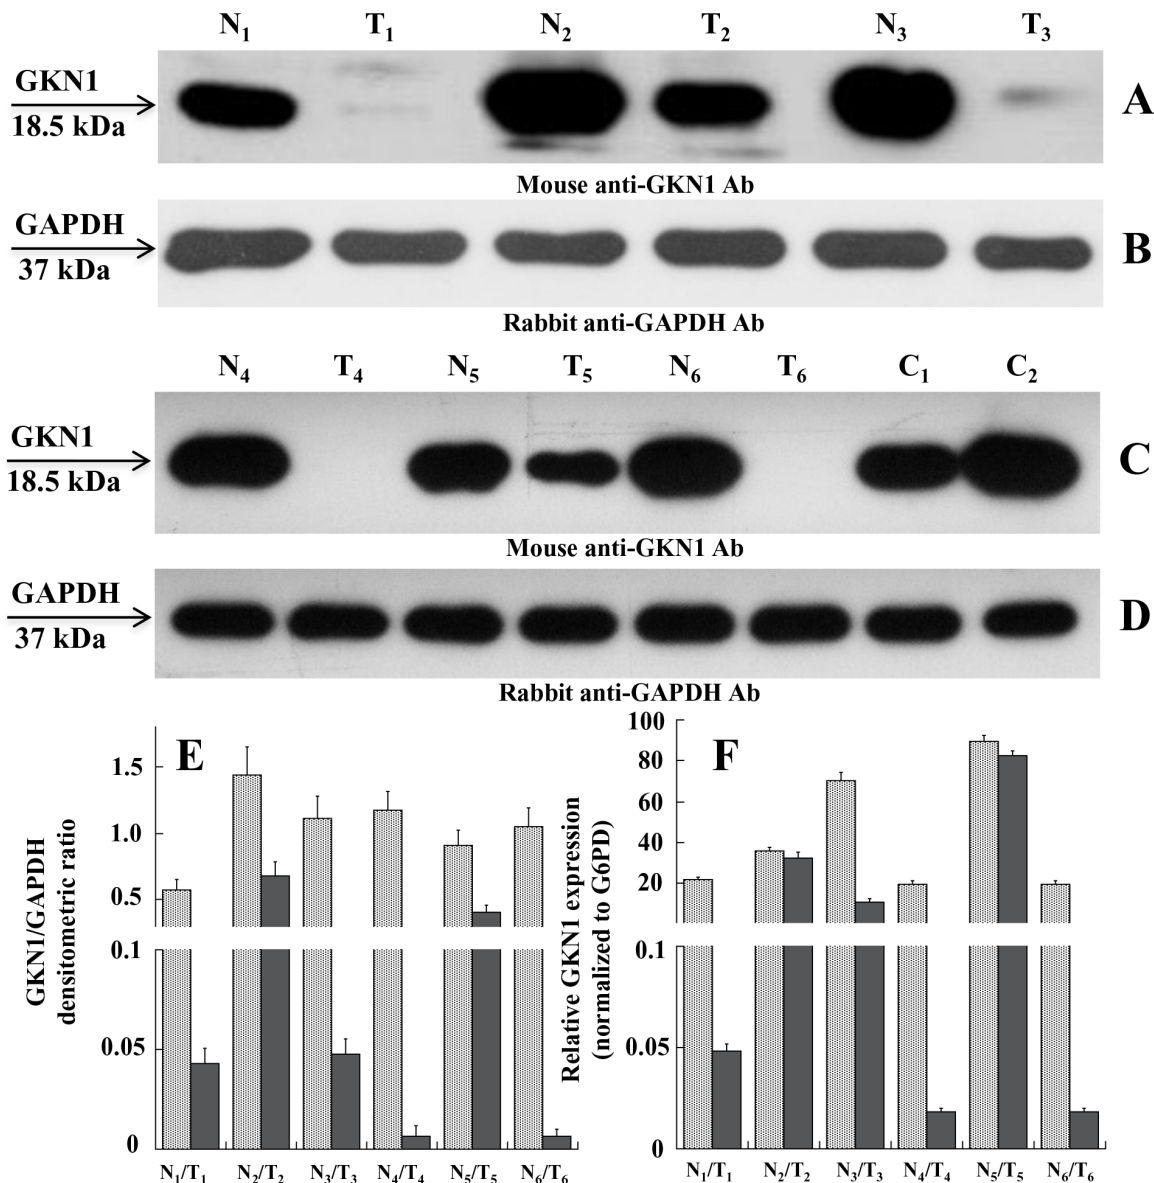 N₁ T₁ N₂ T₂ N₃ T₃
GKN1
18.5 kDa
A
Mouse anti-GKN1 Ab
GAPDH
37 kDa
B
Rabbit anti-GAPDH Ab
N₄ T₄ N₅ T₅ N₆ T₆ C₁ C₂
GKN1
18.5 kDa
C
Mouse anti-GKN1 Ab
GAPDH
37 kDa
D
Rabbit anti-GAPDH Ab
E
GKN1/GAPDH
densitometric ratio
1.5
1.0
0.5
0.1
0.05
0
N₁/T₁ N₂/T₂ N₃/T₃ N₄/T₄ N₅/T₅ N₆/T₆
F
Relative GKN1 expression
(normalized to G6PD)
100
80
60
40
20
0.1
0.05
0
N₁/T₁ N₂/T₂ N₃/T₃ N₄/T₄ N₅/T₅ N₆/T₆